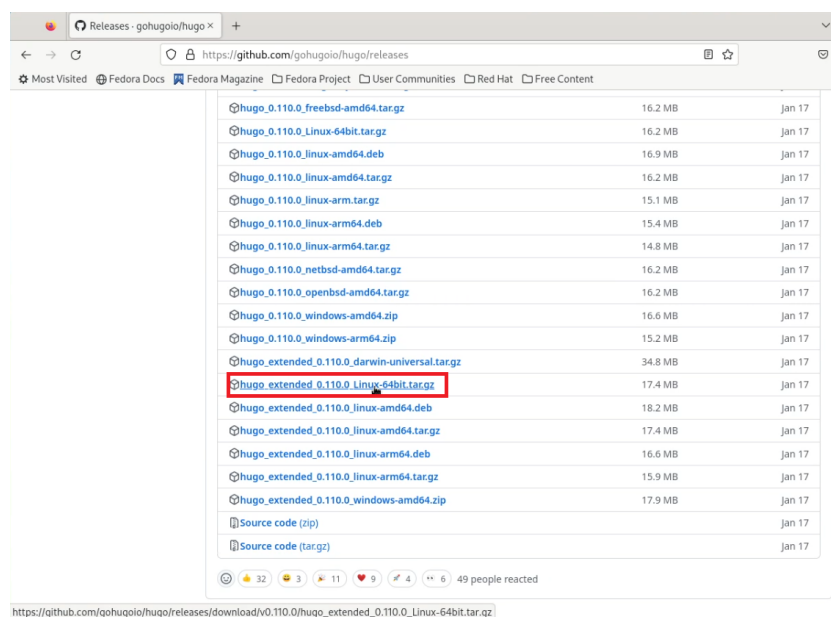 Releases · gohugoio/hugo ×
+
https://github.com/gohugoio/hugo/releases
Most Visited Fedora Docs Fedora Magazine Fedora Project User Communities Red Hat Free Content
hugo_0.110.0_freebsd-amd64.tar.gz 16.2 MB Jan 17
hugo_0.110.0_Linux-64bit.tar.gz 16.2 MB Jan 17
hugo_0.110.0_linux-amd64.deb 16.9 MB Jan 17
hugo_0.110.0_linux-amd64.tar.gz 16.2 MB Jan 17
hugo_0.110.0_linux-arm.tar.gz 15.1 MB Jan 17
hugo_0.110.0_linux-arm64.deb 15.4 MB Jan 17
hugo_0.110.0_linux-arm64.tar.gz 14.8 MB Jan 17
hugo_0.110.0_netbsd-amd64.tar.gz 16.2 MB Jan 17
hugo_0.110.0_openbsd-amd64.tar.gz 16.2 MB Jan 17
hugo_0.110.0_windows-amd64.zip 16.6 MB Jan 17
hugo_0.110.0_windows-arm64.zip 15.2 MB Jan 17
hugo_extended_0.110.0_darwin-universal.tar.gz 34.8 MB Jan 17
hugo_extended_0.110.0_Linux-64bit.tar.gz 17.4 MB Jan 17
hugo_extended_0.110.0_linux-amd64.deb 18.2 MB Jan 17
hugo_extended_0.110.0_linux-amd64.tar.gz 17.4 MB Jan 17
hugo_extended_0.110.0_linux-arm64.deb 16.6 MB Jan 17
hugo_extended_0.110.0_linux-arm64.tar.gz 15.9 MB Jan 17
hugo_extended_0.110.0_windows-amd64.zip 17.9 MB Jan 17
Source code (zip) Jan 17
Source code (tar.gz) Jan 17
32 3 11 9 4 6 49 people reacted
https://github.com/gohugoio/hugo/releases/download/v0.110.0/hugo_extended_0.110.0_Linux-64bit.tar.gz